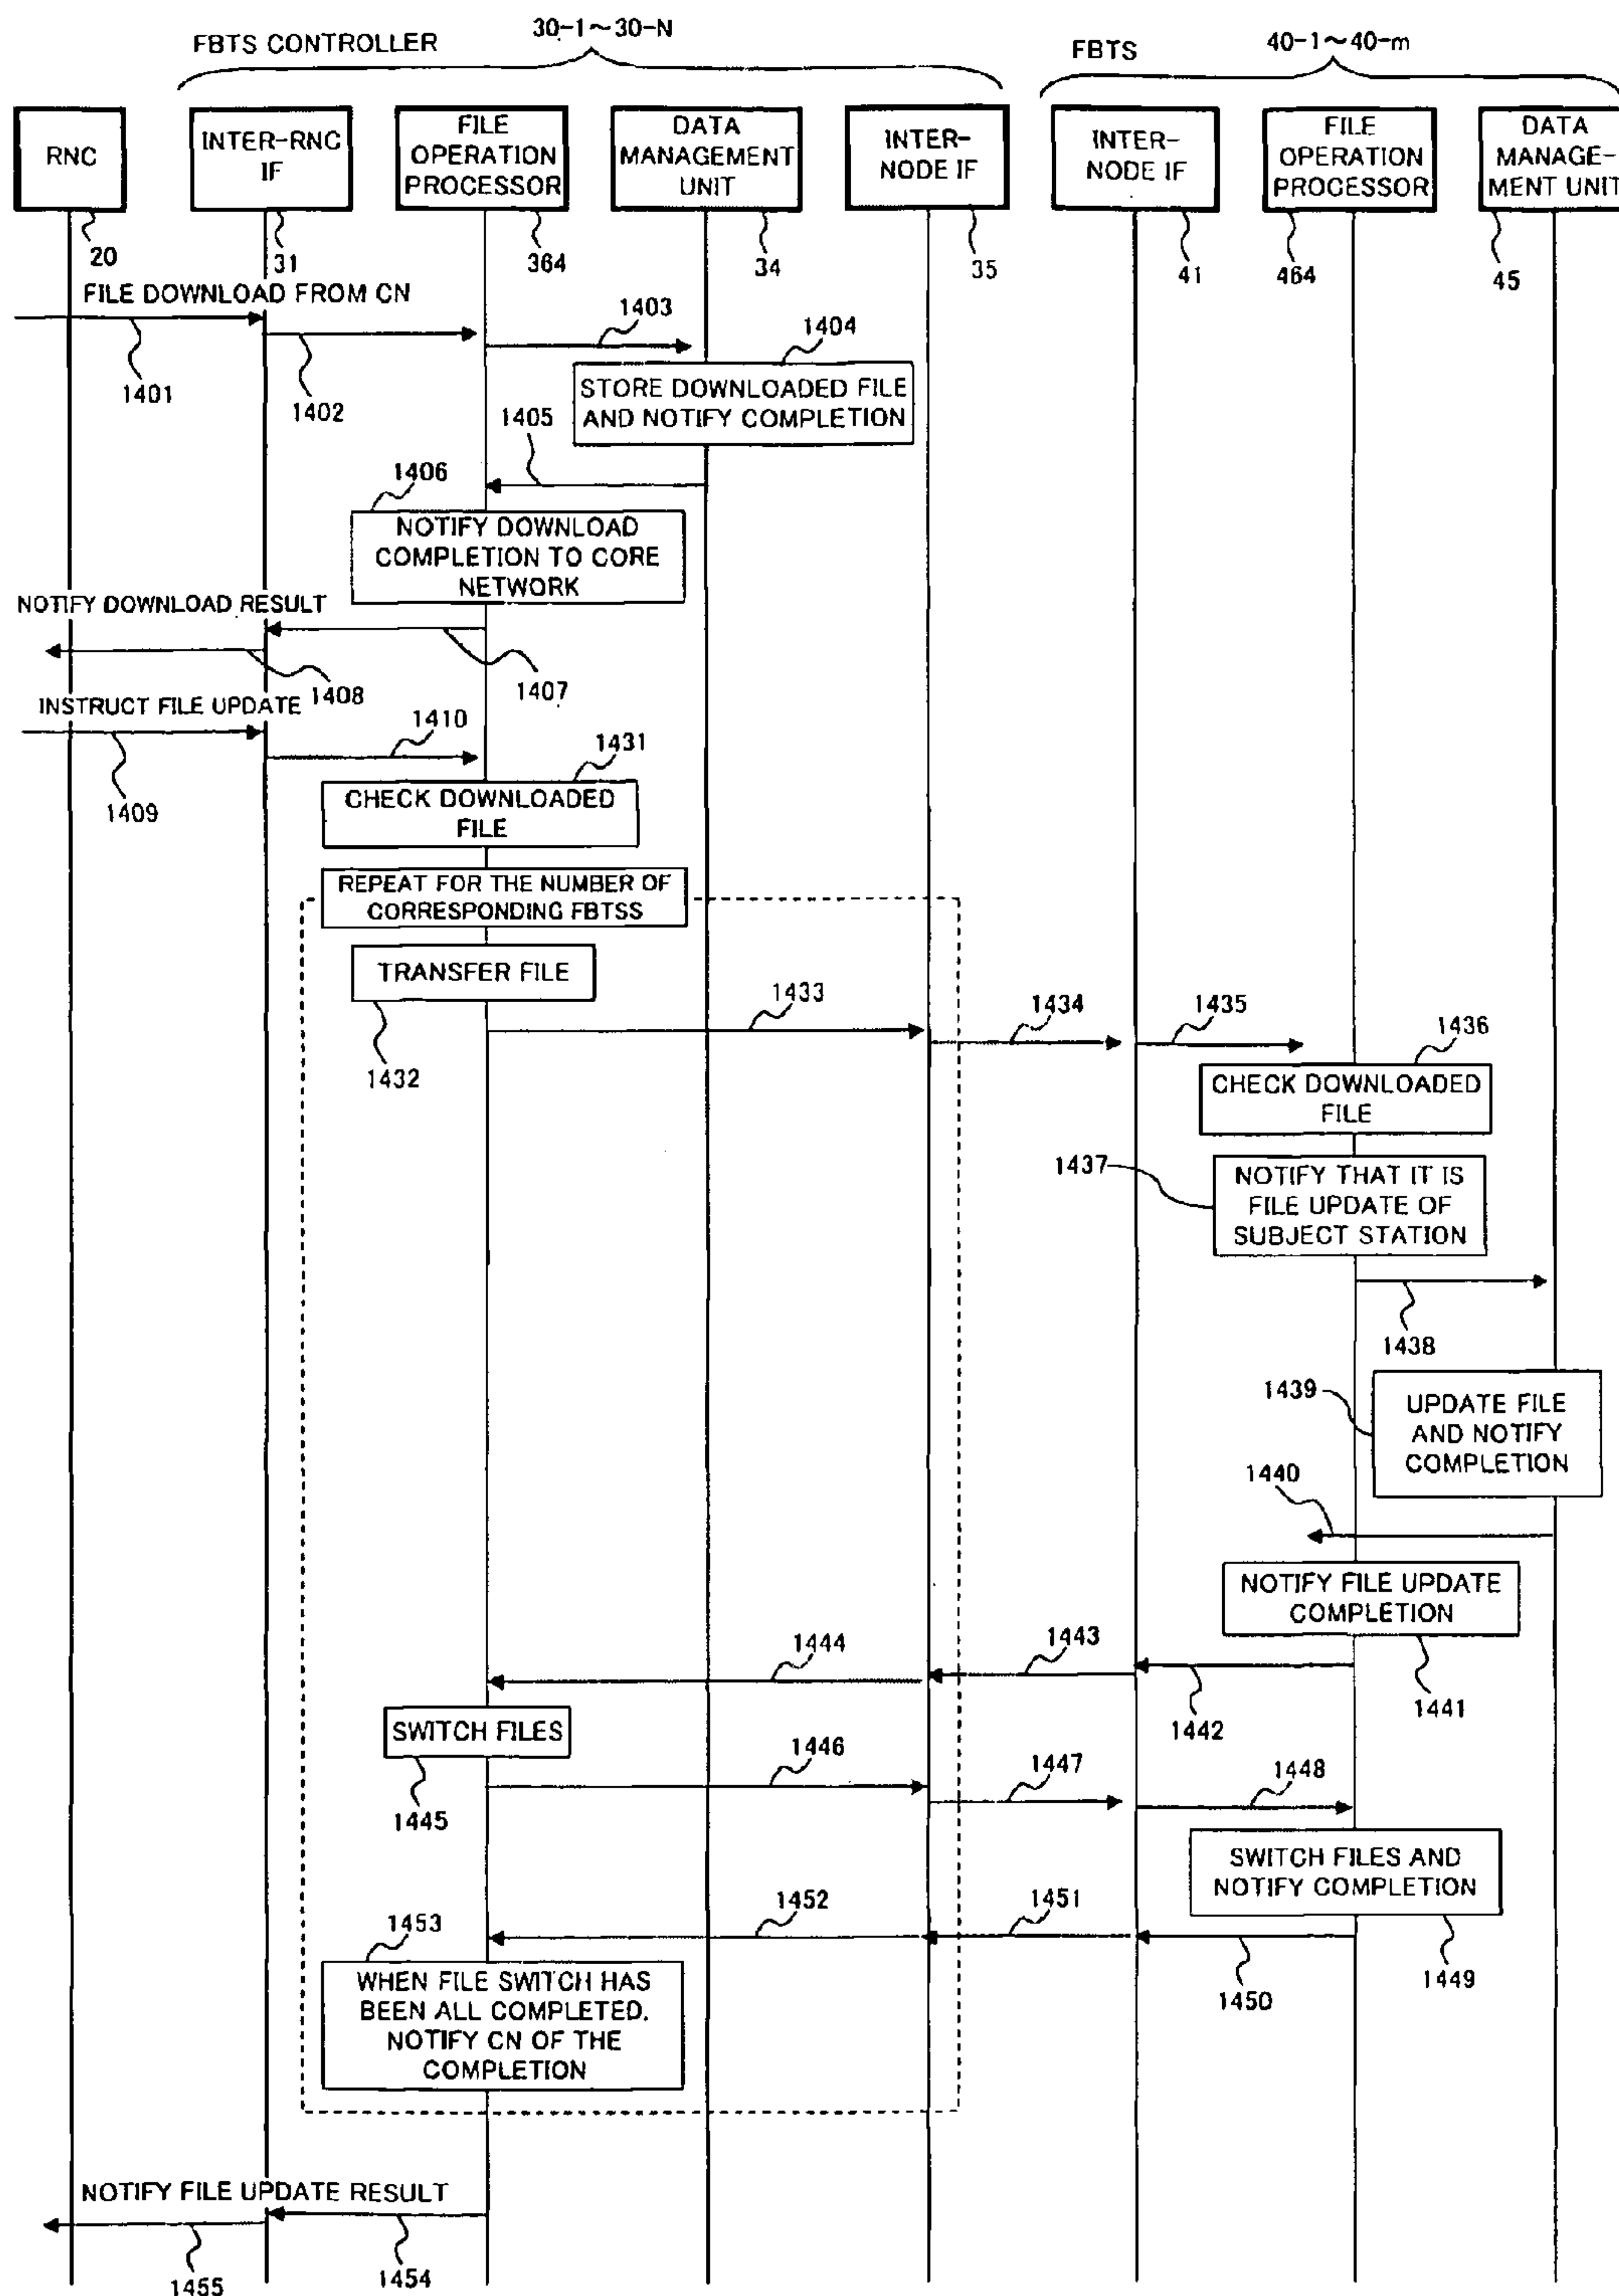 FBTS CONTROLLER
30-1~30-N
FBTS
40-1~40-m
RNC
INTER-RNC
IF
FILE
OPERATION
PROCESSOR
DATA
MANAGEMENT
UNIT
INTER-
NODE IF
INTER-
NODE IF
FILE
OPERATION
PROCESSOR
DATA
MANAGE-
MENT UNIT
20
31
364
34
35
41
464
45
FILE DOWNLOAD FROM CN
1401
1402
1403
1404
STORE DOWNLOADED FILE
AND NOTIFY COMPLETION
1405
1406
NOTIFY DOWNLOAD
COMPLETION TO CORE
NETWORK
NOTIFY DOWNLOAD RESULT
1408
1407
INSTRUCT FILE UPDATE
1409
1410
1431
CHECK DOWNLOADED
FILE
REPEAT FOR THE NUMBER OF
CORRESPONDING FBTSS
TRANSFER FILE
1432
1433
1434
1435
1436
CHECK DOWNLOADED
FILE
1437
NOTIFY THAT IT IS
FILE UPDATE OF
SUBJECT STATION
1438
1439
UPDATE FILE
AND NOTIFY
COMPLETION
1440
NOTIFY FILE UPDATE
COMPLETION
1441
1442
1443
1444
SWITCH FILES
1445
1446
1447
1448
SWITCH FILES AND
NOTIFY COMPLETION
1449
1450
1451
1452
1453
WHEN FILE SWITCH HAS
BEEN ALL COMPLETED.
NOTIFY CN OF THE
COMPLETION
NOTIFY FILE UPDATE RESULT
1455
1454